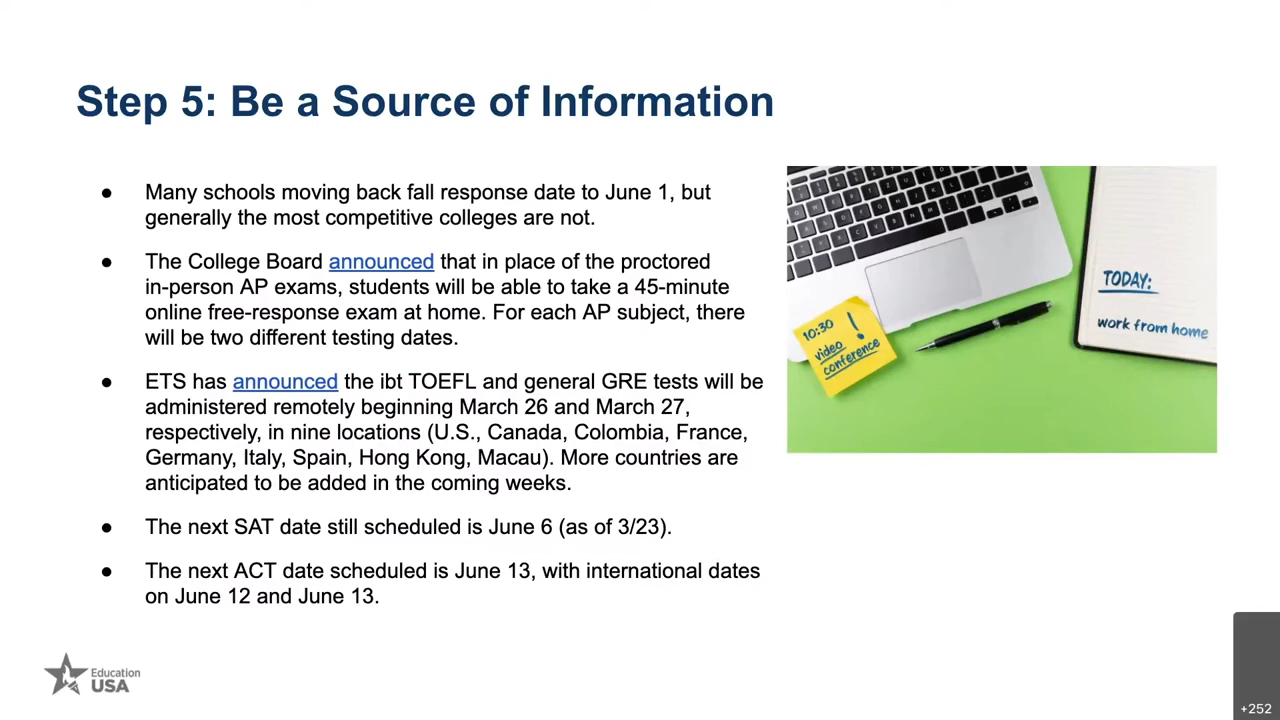 Step 5: Be a Source of Information
● Many schools moving back fall response date to June 1, but
generally the most competitive colleges are not.
● The College Board announced that in place of the proctored
in-person AP exams, students will be able to take a 45-minute
online free-response exam at home. For each AP subject, there
will be two different testing dates.
● ETS has announced the ibt TOEFL and general GRE tests will be
administered remotely beginning March 26 and March 27,
respectively, in nine locations (U.S., Canada, Colombia, France,
Germany, Italy, Spain, Hong Kong, Macau). More countries are
anticipated to be added in the coming weeks.
● The next SAT date still scheduled is June 6 (as of 3/23).
● The next ACT date scheduled is June 13, with international dates
on June 12 and June 13.
10:30
video
conference
!
TODAY:
work from home
Education
USA
+252